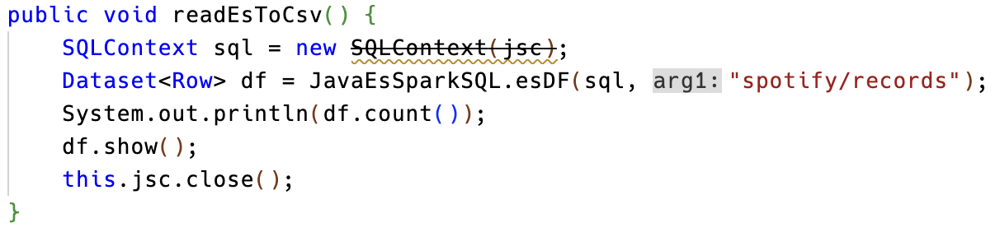 public void readEsToCsv() {
SQLContext sql = new SQLContext(jsc);
Dataset<Row> df = JavaEsSparkSQL.esDF(sql, arg1: "spotify/records");
System.out.println(df.count());
df.show();
this.jsc.close();
}